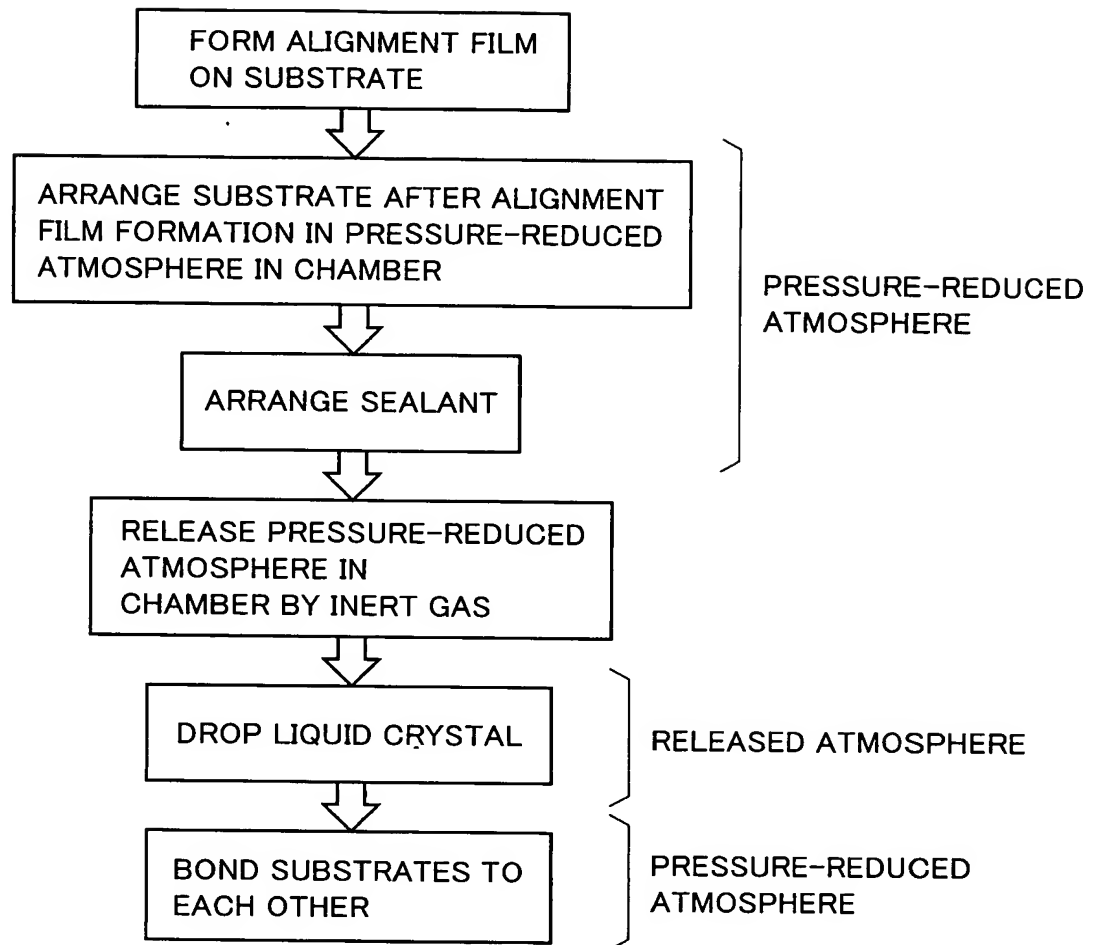 FORM ALIGNMENT FILM
ON SUBSTRATE
ARRANGE SUBSTRATE AFTER ALIGNMENT
FILM FORMATION IN PRESSURE-REDUCED
ATMOSPHERE IN CHAMBER
PRESSURE-REDUCED
ATMOSPHERE
ARRANGE SEALANT
RELEASE PRESSURE-REDUCED
ATMOSPHERE IN
CHAMBER BY INERT GAS
DROP LIQUID CRYSTAL
RELEASED ATMOSPHERE
BOND SUBSTRATES TO
EACH OTHER
PRESSURE-REDUCED
ATMOSPHERE